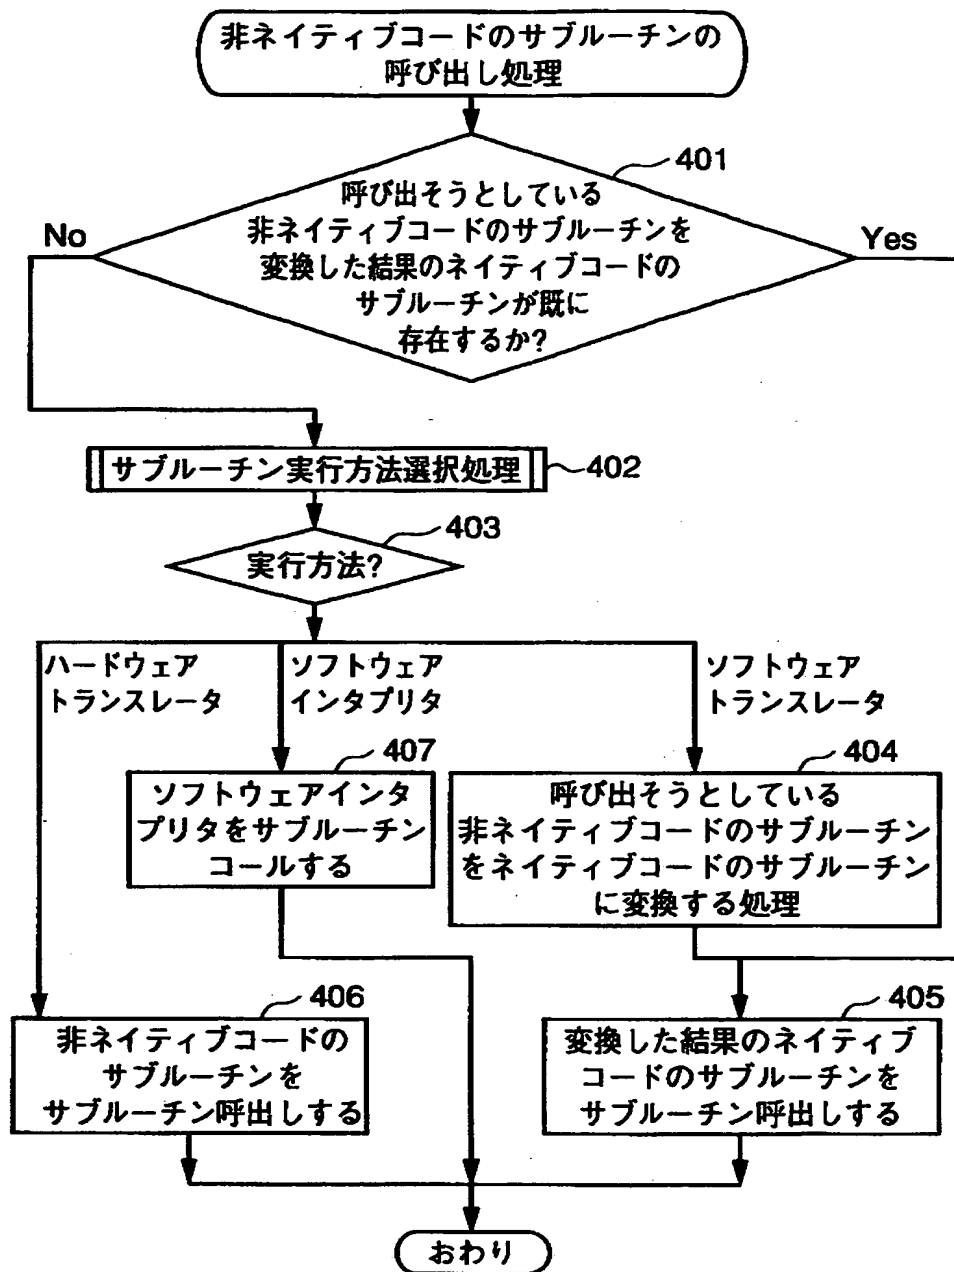 非ネイティブコードのサブルーチンの
呼び出し処理
401
呼び出そうとしている
非ネイティブコードのサブルーチンを
変換した結果のネイティブコードの
サブルーチンが既に
存在するか?
No
Yes
サブルーチン実行方法選択処理
402
403
実行方法?
ハードウェア
トランスレータ
ソフトウェア
インタプリタ
ソフトウェア
トランスレータ
407
ソフトウェアインタ
プリタをサブルーチン
コールする
404
呼び出そうとしている
非ネイティブコードのサブルーチン
をネイティブコードのサブルーチン
に変換する処理
406
非ネイティブコードの
サブルーチンを
サブルーチン呼出しする
405
変換した結果のネイティブ
コードのサブルーチンを
サブルーチン呼出しする
おわり